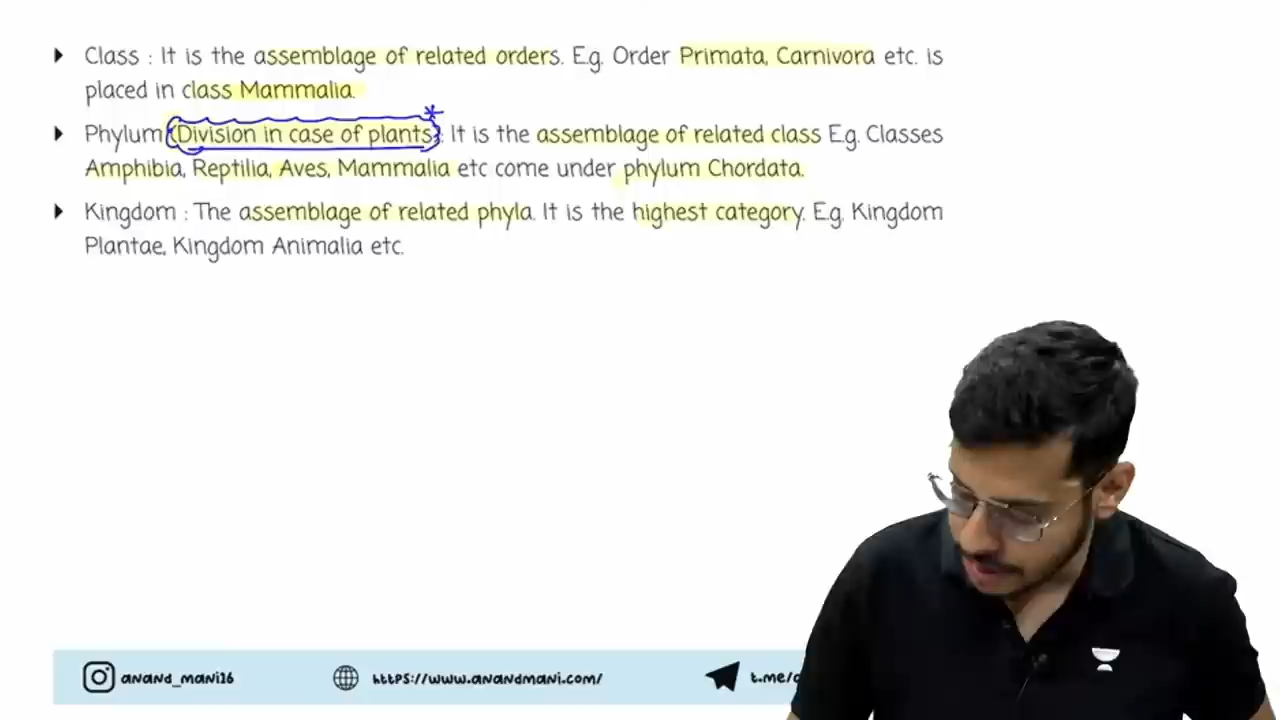 Class : It is the assemblage of related orders. E.g. Order Primata, Carnivora etc. is
placed in class Mammalia.
Phylum (Division in case of plants) : It is the assemblage of related class E.g. Classes
Amphibia, Reptilia, Aves, Mammalia etc come under phylum Chordata.
Kingdom : The assemblage of related phyla. It is the highest category. E.g. Kingdom
Plantae, Kingdom Animalia etc.
anand_mani16
https://www.anandmani.com/